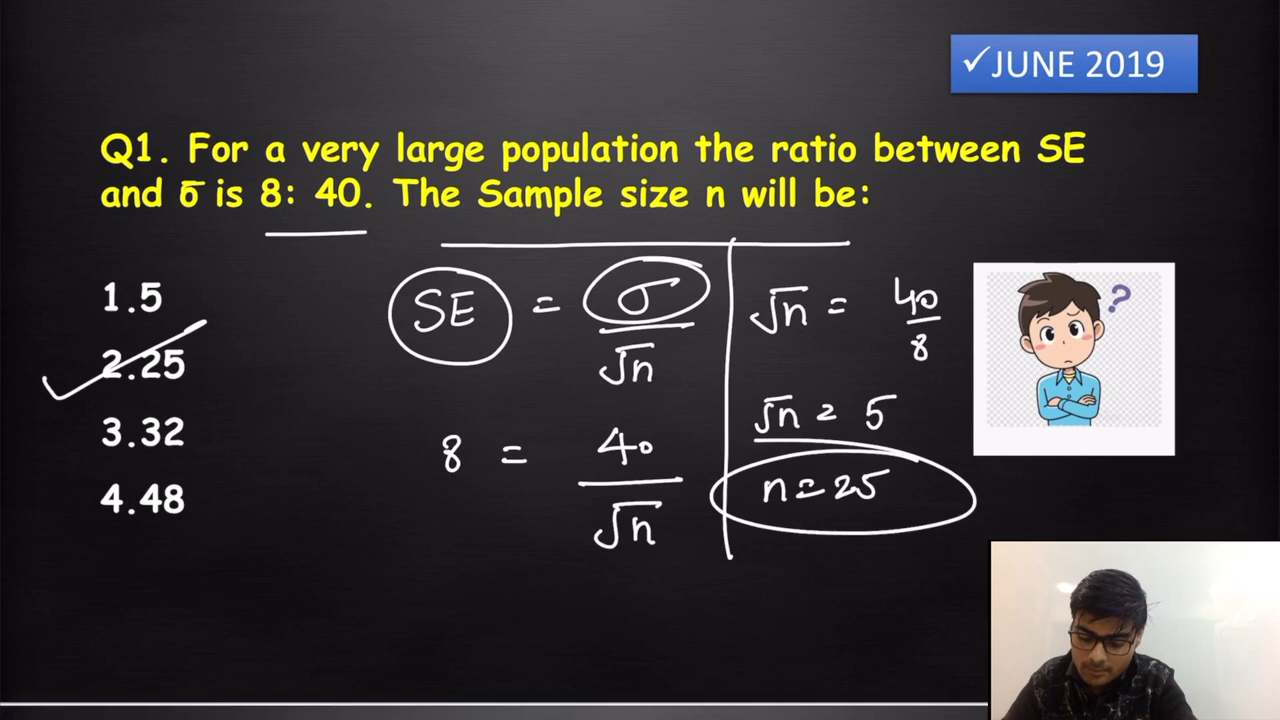 ✓JUNE 2019
Q1. For a very large population the ratio between SE
and σ is 8: 40. The Sample size n will be:
1.5
2.25
3.32
4.48
SE = σ/√n
8 = 40/√n
√n = 40/8
√n = 5
n = 25
?